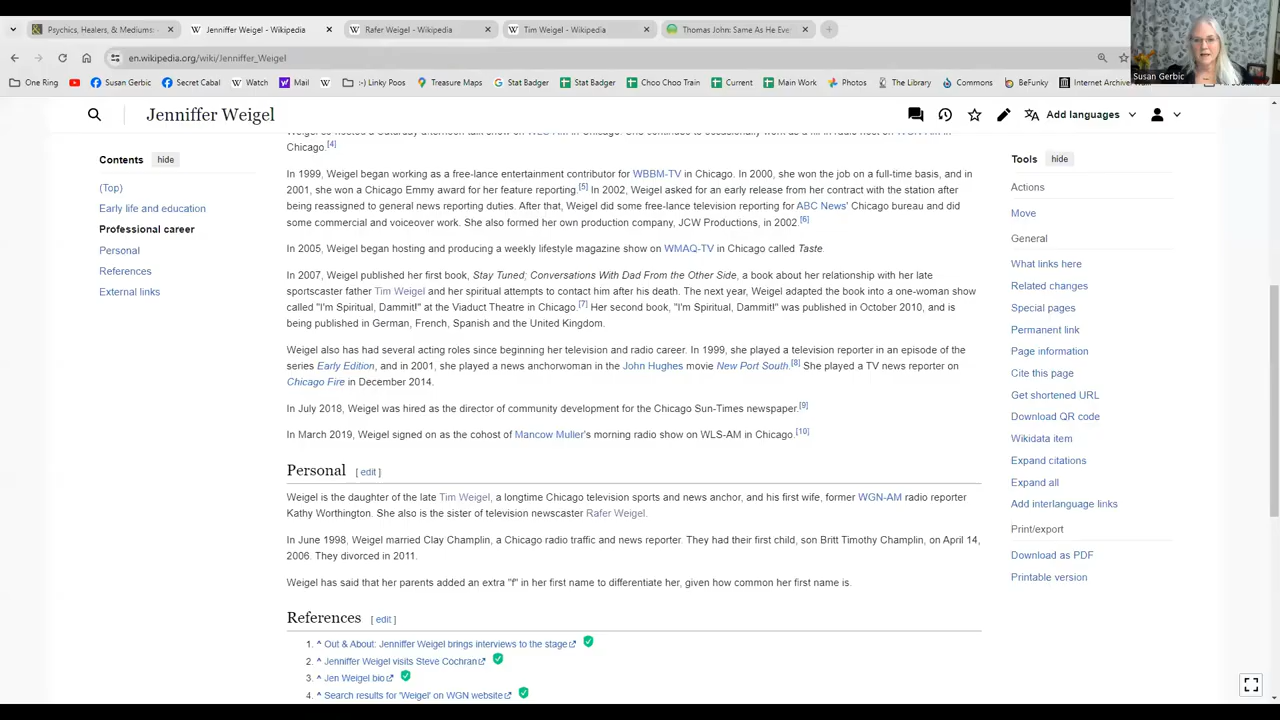 Psychics, Healers, & Mediums:
Jenniffer Weigel - Wikipedia
Rafer Weigel - Wikipedia
Tim Weigel - Wikipedia
Thomas John: Same As He Ever
en.wikipedia.org/wiki/Jenniffer_Weigel
Susan Gerbic
One Ring
Susan Gerbic
Secret Cabal
Watch
Mail
:-) Linky Poos
Treasure Maps
Stat Badger
Stat Badger
Choo Choo Train
Current
Main Work
Photos
The Library
Commons
BeFunky
Internet Archive
Jenniffer Weigel
Add languages
Chicago.[4]
Contents hide
(Top)
Early life and education
Professional career
Personal
References
External links
In 1999, Weigel began working as a free-lance entertainment contributor for WBBM-TV in Chicago. In 2000, she won the job on a full-time basis, and in
2001, she won a Chicago Emmy award for her feature reporting.[5] In 2002, Weigel asked for an early release from her contract with the station after
being reassigned to general news reporting duties. After that, Weigel did some free-lance television reporting for ABC News' Chicago bureau and did
some commercial and voiceover work. She also formed her own production company, JCW Productions, in 2002.[6]
In 2005, Weigel began hosting and producing a weekly lifestyle magazine show on WMAQ-TV in Chicago called Taste.
In 2007, Weigel published her first book, Stay Tuned; Conversations With Dad From the Other Side, a book about her relationship with her late
sportscaster father Tim Weigel and her spiritual attempts to contact him after his death. The next year, Weigel adapted the book into a one-woman show
called "I'm Spiritual, Dammit!" at the Viaduct Theatre in Chicago.[7] Her second book, "I'm Spiritual, Dammit!" was published in October 2010, and is
being published in German, French, Spanish and the United Kingdom.
Weigel also has had several acting roles since beginning her television and radio career. In 1999, she played a television reporter in an episode of the
series Early Edition, and in 2001, she played a news anchorwoman in the John Hughes movie New Port South.[8] She played a TV news reporter on
Chicago Fire in December 2014.
In July 2018, Weigel was hired as the director of community development for the Chicago Sun-Times newspaper.[9]
In March 2019, Weigel signed on as the cohost of Mancow Muller's morning radio show on WLS-AM in Chicago.[10]
Personal [ edit ]
Weigel is the daughter of the late Tim Weigel, a longtime Chicago television sports and news anchor, and his first wife, former WGN-AM radio reporter
Kathy Worthington. She also is the sister of television newscaster Rafer Weigel.
In June 1998, Weigel married Clay Champlin, a Chicago radio traffic and news reporter. They had their first child, son Britt Timothy Champlin, on April 14,
2006. They divorced in 2011.
Weigel has said that her parents added an extra "f" in her first name to differentiate her, given how common her first name is.
References [ edit ]
1. ^ Out & About: Jenniffer Weigel brings interviews to the stage
2. ^ Jenniffer Weigel visits Steve Cochran
3. ^ Jen Weigel bio
4. ^ Search results for 'Weigel' on WGN website
Tools hide
Actions
Move
General
What links here
Related changes
Special pages
Permanent link
Page information
Cite this page
Get shortened URL
Download QR code
Wikidata item
Expand citations
Expand all
Add interlanguage links
Print/export
Download as PDF
Printable version